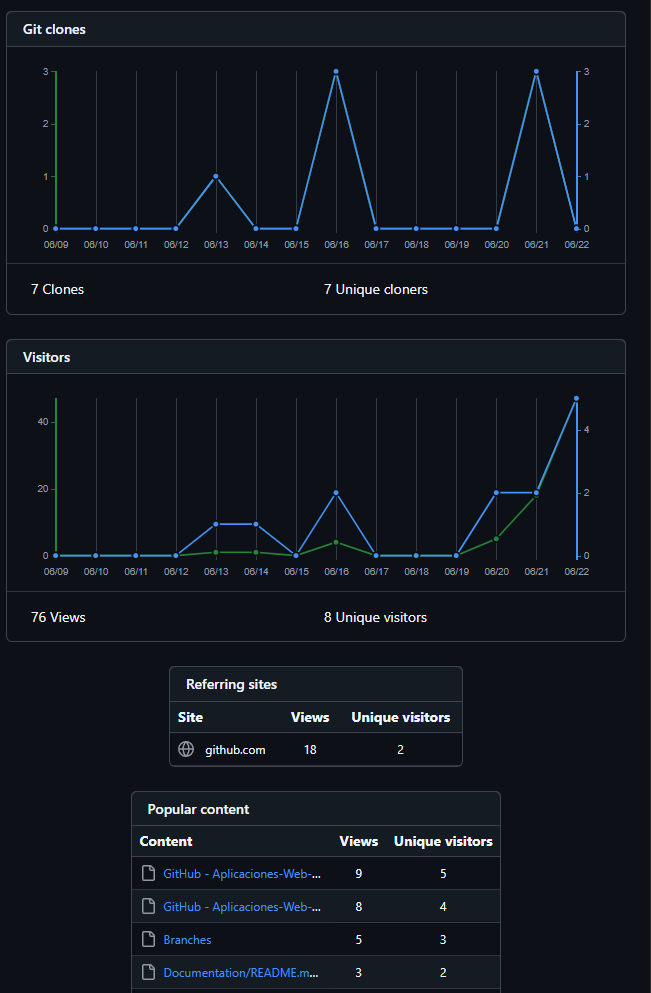 Git clones
3 3
2 2
1 1
0 0
06/09 06/10 06/11 06/12 06/13 06/14 06/15 06/16 06/17 06/18 06/19 06/20 06/21 06/22
7 Clones 7 Unique cloners
Visitors
40 4
20 2
0 0
06/09 06/10 06/11 06/12 06/13 06/14 06/15 06/16 06/17 06/18 06/19 06/20 06/21 06/22
76 Views 8 Unique visitors
Referring sites
Site Views Unique visitors
github.com 18 2
Popular content
Content Views Unique visitors
GitHub - Aplicaciones-Web-... 9 5
GitHub - Aplicaciones-Web-... 8 4
Branches 5 3
Documentation/README.m... 3 2